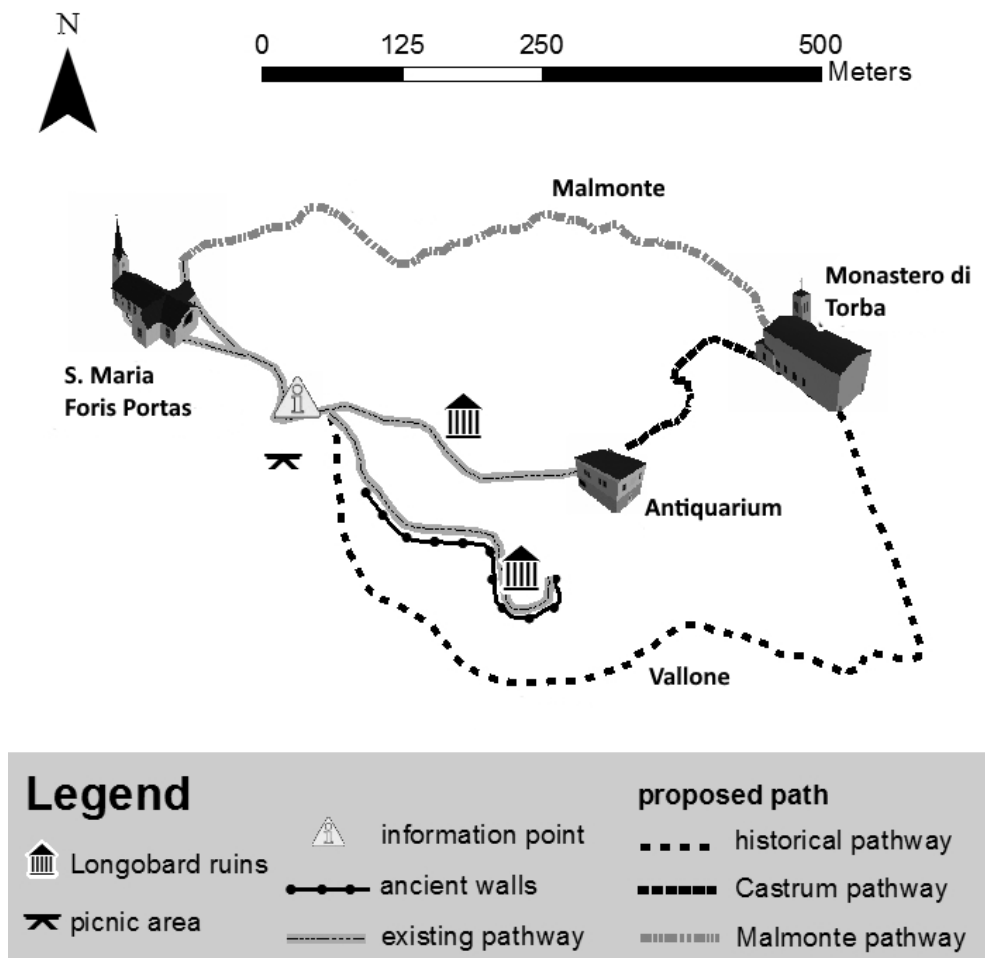 N
0 125 250 500
Meters
Malmonte
Monastero di
Torba
S. Maria
Foris Portas
i
Antiquarium
Vallone
Legend
Longobard ruins
picnic area
i information point
ancient walls
existing pathway
proposed path
historical pathway
Castrum pathway
Malmonte pathway